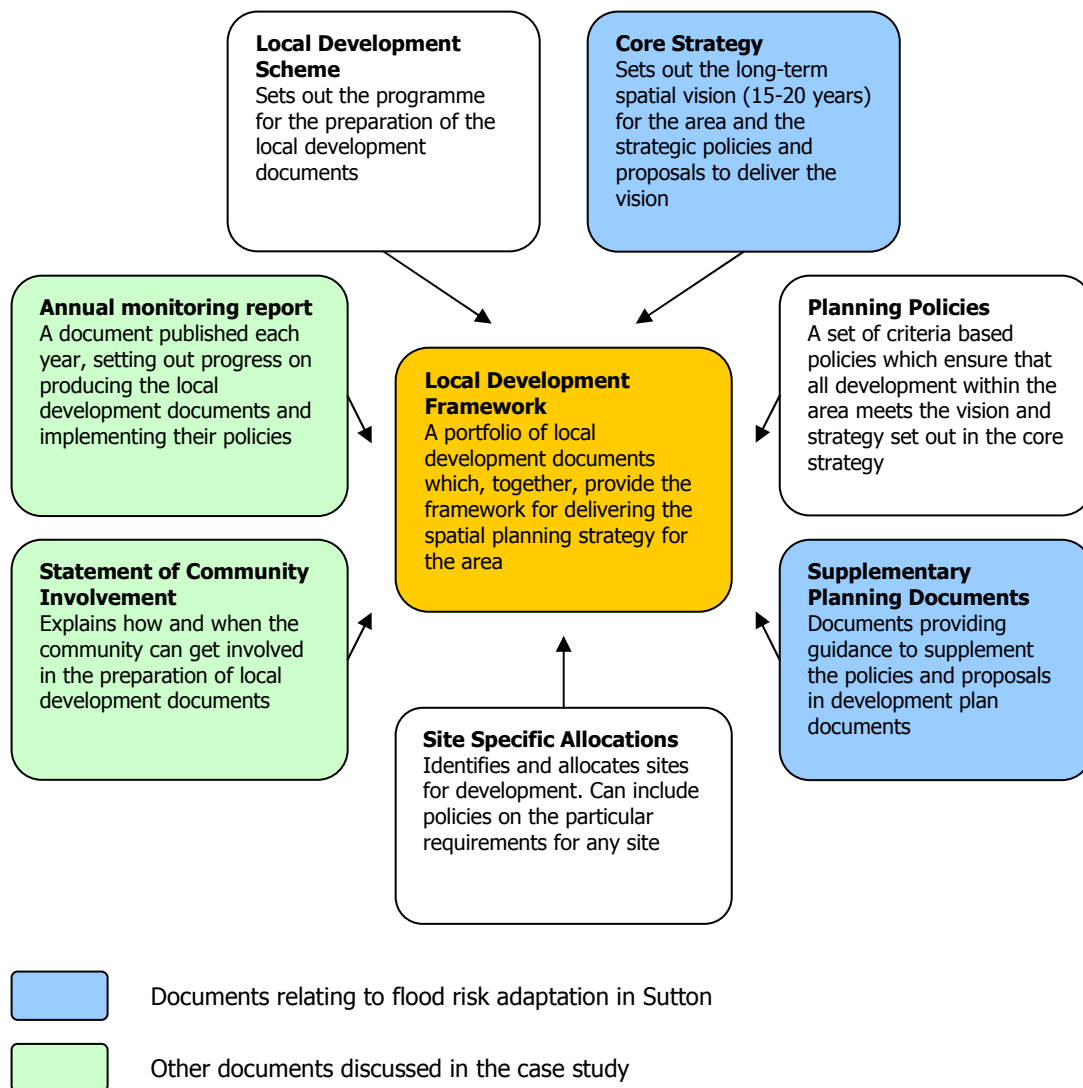 Local Development
Scheme
Sets out the programme
for the preparation of the
local development
documents
Core Strategy
Sets out the long-term
spatial vision (15-20 years)
for the area and the
strategic policies and
proposals to deliver the
vision
Annual monitoring report
A document published each
year, setting out progress on
producing the local
development documents and
implementing their policies
Local Development
Framework
A portfolio of local
development documents
which, together, provide the
framework for delivering the
spatial planning strategy for
the area
Planning Policies
A set of criteria based
policies which ensure that
all development within the
area meets the vision and
strategy set out in the core
strategy
Statement of Community
Involvement
Explains how and when the
community can get involved
in the preparation of local
development documents
Supplementary
Planning Documents
Documents providing
guidance to supplement
the policies and proposals
in development plan
documents
Site Specific Allocations
Identifies and allocates sites
for development. Can include
policies on the particular
requirements for any site
Documents relating to flood risk adaptation in Sutton
Other documents discussed in the case study